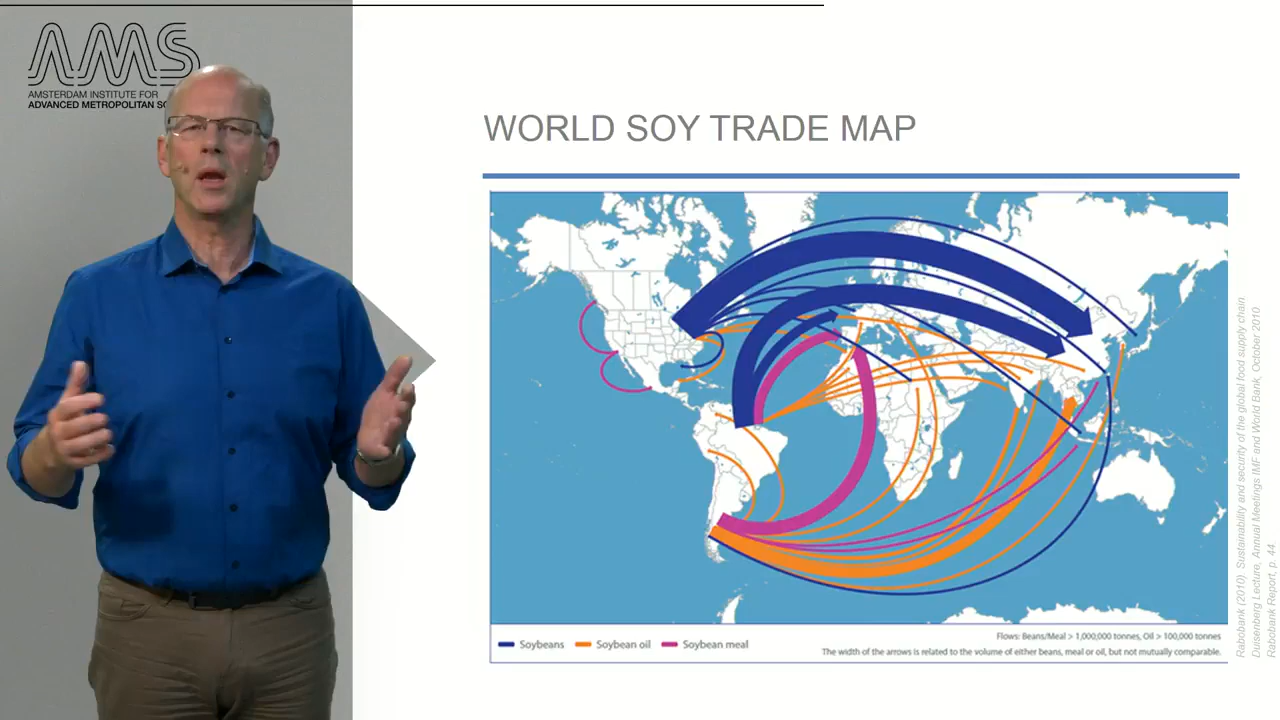 AMS
AMSTERDAM INSTITUTE FOR
ADVANCED METROPOLITAN
WORLD SOY TRADE MAP
Soybeans
Soybean oil
Soybean meal
Flows: Beans/Meal > 1,000,000 tonnes, Oil > 100,000 tonnes
The width of the arrows is related to the volume of either beans, meal or oil, but not mutually comparable.
Rabobank (2010). Sustainability and security of the global food supply chain.
Duisenberg Lecture, Annual Meetings IMF and World Bank, October 2010
Rabobank Report, p. 44.